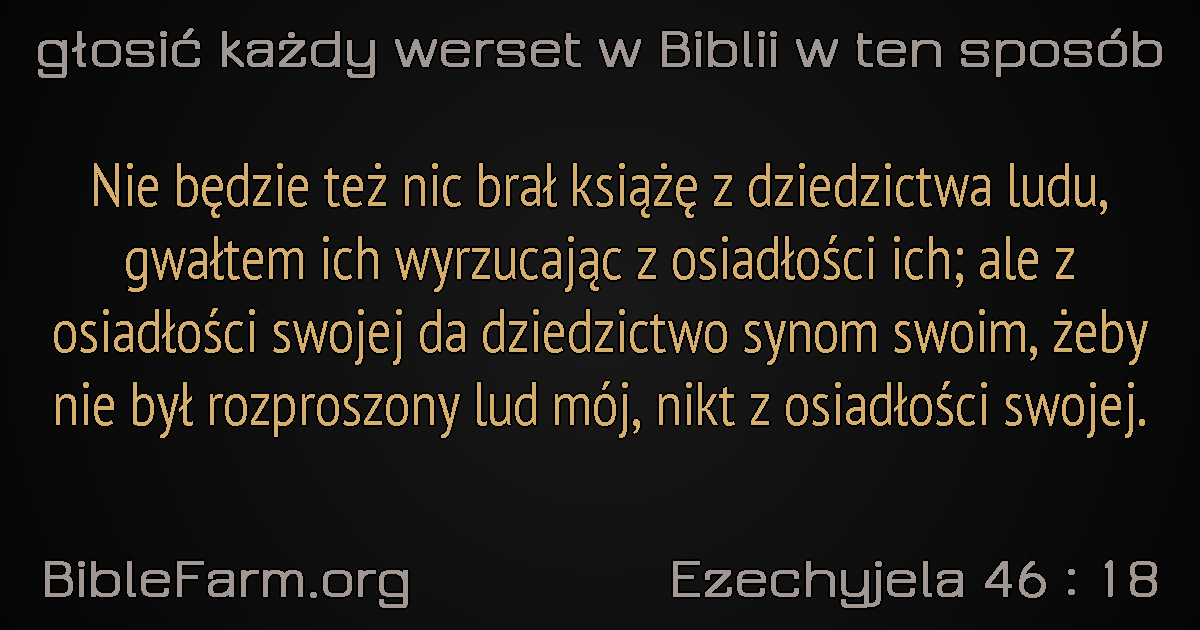 głosić każdy werset w Biblii w ten sposób
Nie będzie też nic brał książę z dziedzictwa ludu,
gwałtem ich wyrzucając z osiadłości ich; ale z
osiadłości swojej da dziedzictwo synom swoim, żeby
nie był rozproszony lud mój, nikt z osiadłości swojej.
BibleFarm.org
Ezechyjela 46 : 18